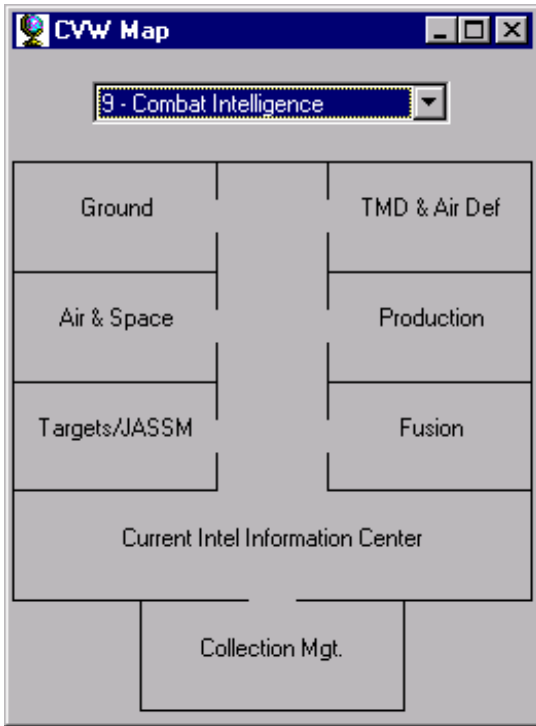 CVW Map
9 - Combat Intelligence
Ground
TMD & Air Def
Air & Space
Production
Targets/JASSM
Fusion
Current Intel Information Center
Collection Mgt.